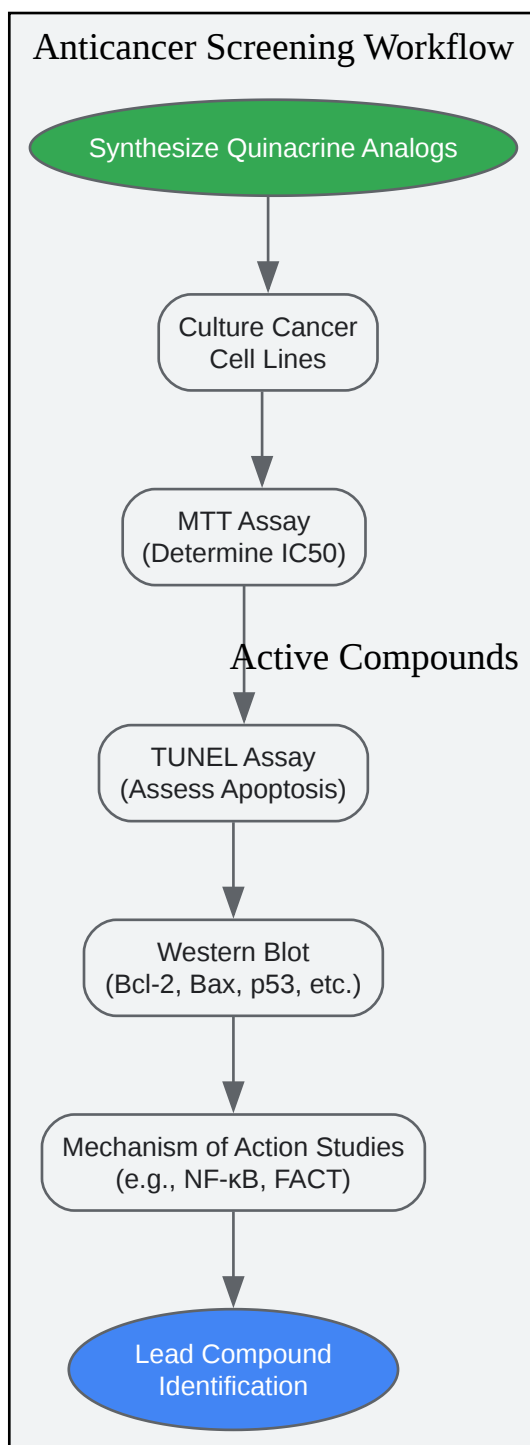 Anticancer Screening Workflow
Synthesize Quinacrine Analogs
Culture Cancer
Cell Lines
MTT Assay
(Determine IC50)
Active Compounds
TUNEL Assay
(Assess Apoptosis)
Western Blot
(Bcl-2, Bax, p53, etc.)
Mechanism of Action Studies
(e.g., NF-κB, FACT)
Lead Compound
Identification